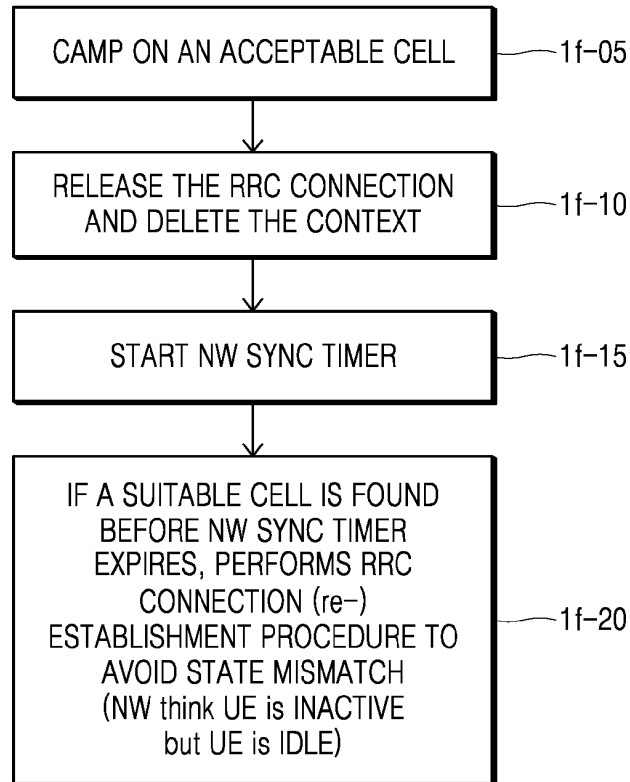 CAMP ON AN ACCEPTABLE CELL
1f-05
RELEASE THE RRC CONNECTION
AND DELETE THE CONTEXT
1f-10
START NW SYNC TIMER
1f-15
IF A SUITABLE CELL IS FOUND
BEFORE NW SYNC TIMER
EXPIRES, PERFORMS RRC
CONNECTION (re-)
ESTABLISHMENT PROCEDURE TO
AVOID STATE MISMATCH
(NW think UE is INACTIVE
but UE is IDLE)
1f-20